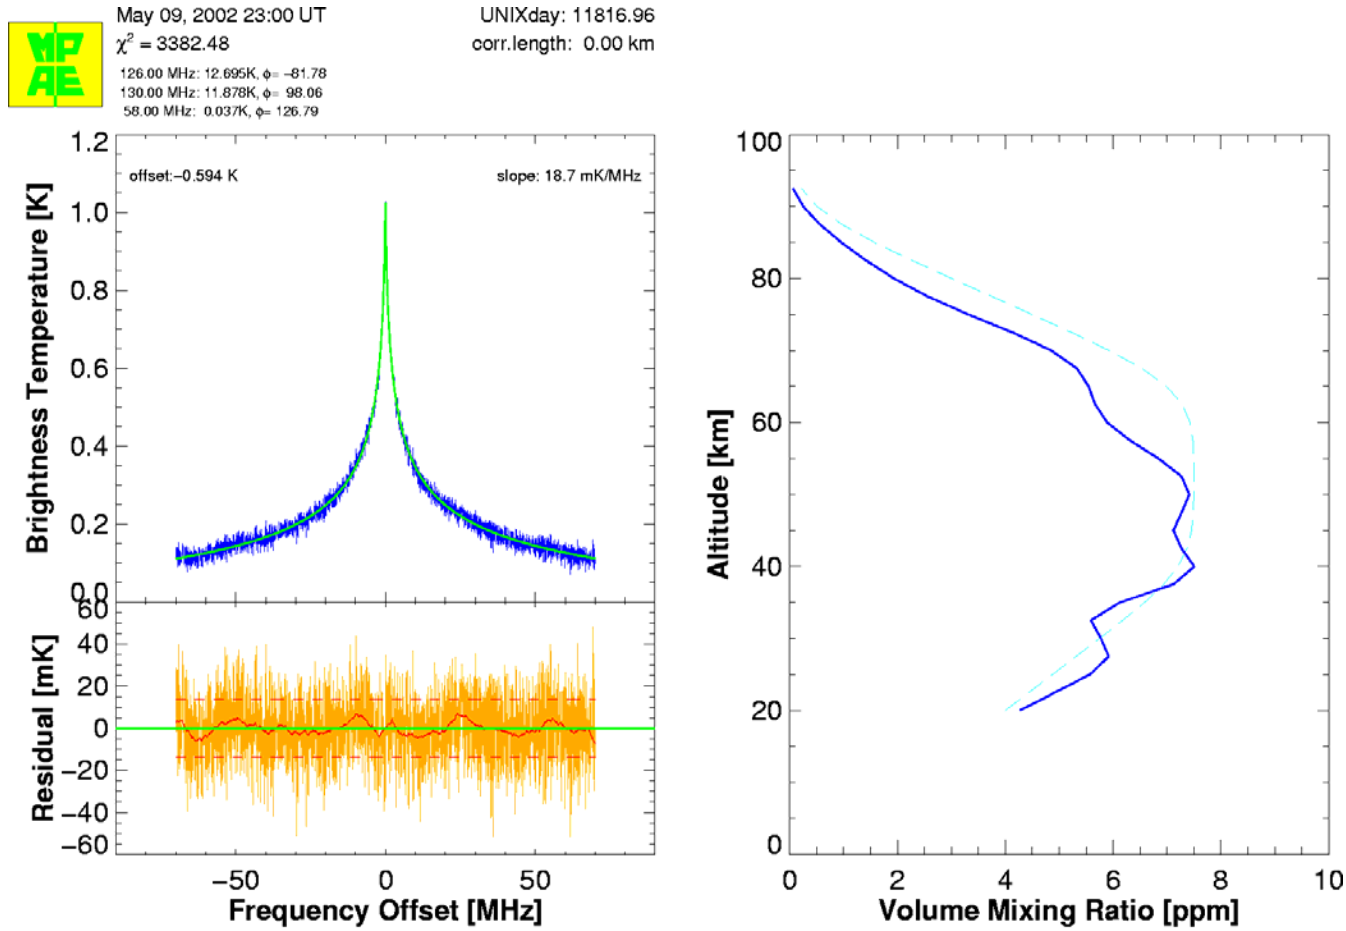 MP
AE
May 09, 2002 23:00 UT
UNIXday: 11816.96
χ² = 3382.48
corr.length: 0.00 km
126.00 MHz: 12.695K, ϕ= −81.78
130.00 MHz: 11.878K, ϕ= 98.06
58.00 MHz: 0.037K, ϕ= 126.79
offset:−0.594 K
slope: 18.7 mK/MHz
Brightness Temperature [K]
1.2
1.0
0.8
0.6
0.4
0.2
0.0
Residual [mK]
60
40
20
0
−20
−40
−60
−50 0 50
Frequency Offset [MHz]
Altitude [km]
100
80
60
40
20
0
0 2 4 6 8 10
Volume Mixing Ratio [ppm]